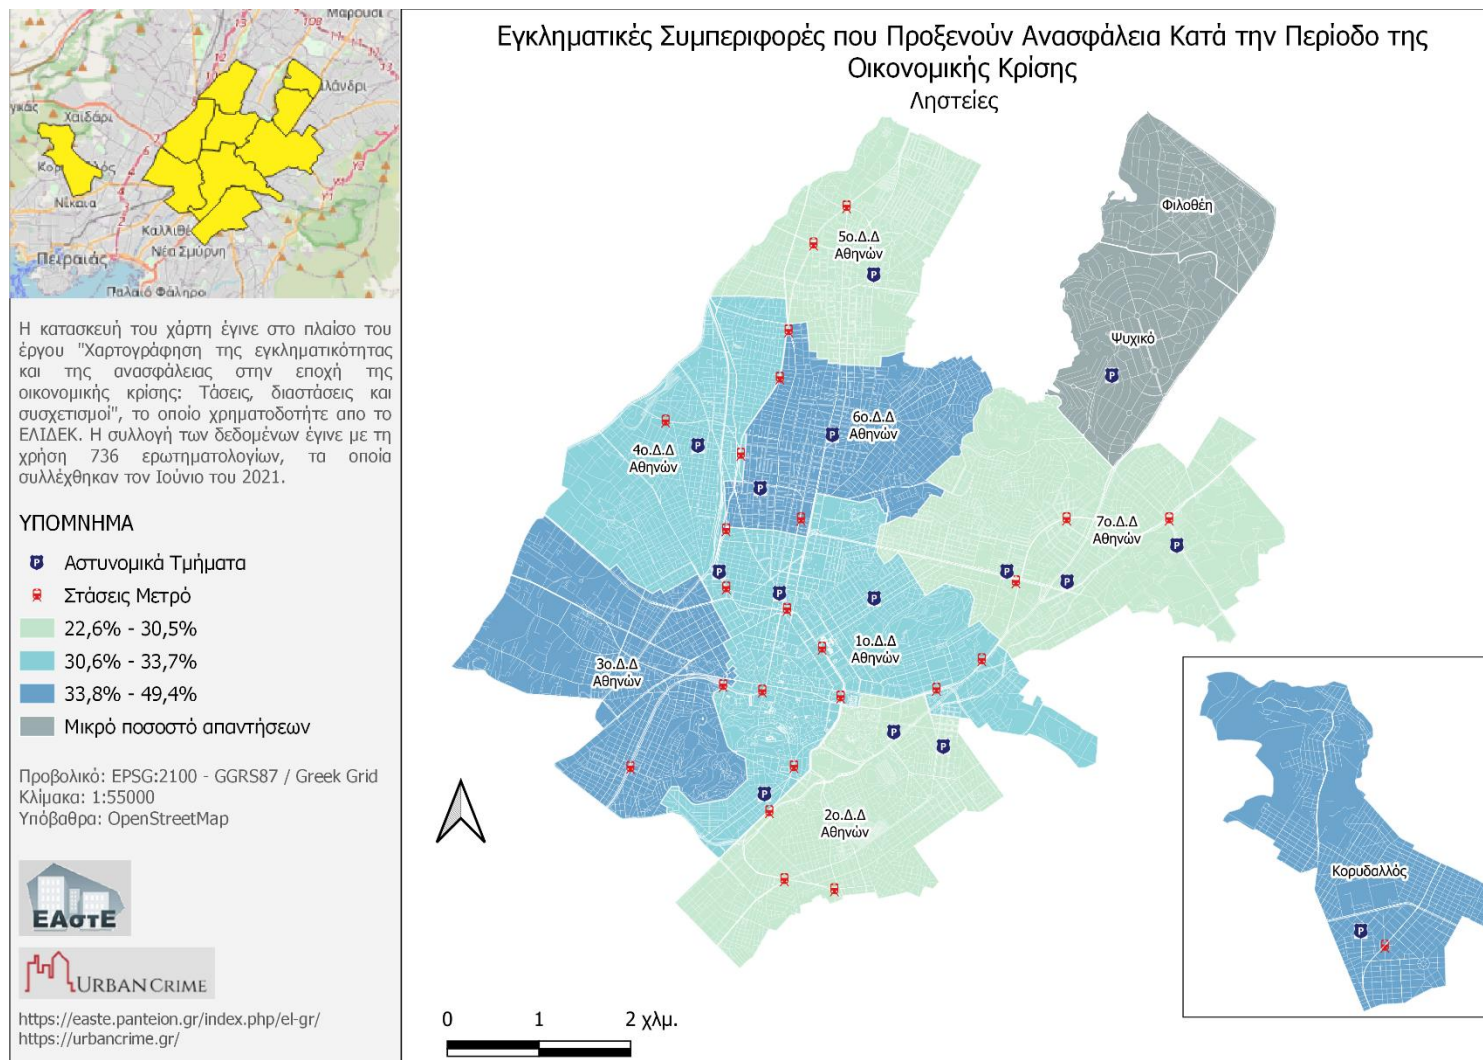 Εγκληματικές Συμπεριφορές που Προξενούν Ανασφάλεια Κατά την Περίοδο της
Οικονομικής Κρίσης
Ληστείες
Μαρούσι
Χαϊδάρι
Νίκαια
Καλλιθέ
Νέα Σμύρνη
Πειραιάς
Παλαιό Φάληρο
Η κατασκευή του χάρτη έγινε στο πλαίσο του
έργου "Χαρτογράφηση της εγκληματικότητας
και της ανασφάλειας στην εποχή της
οικονομικής κρίσης: Τάσεις, διαστάσεις και
συσχετισμοί", το οποίο χρηματοδοτήτε απο το
ΕΛΙΔΕΚ. Η συλλογή των δεδομένων έγινε με τη
χρήση 736 ερωτηματολογίων, τα οποία
συλλέχθηκαν τον Ιούνιο του 2021.
ΥΠΟΜΝΗΜΑ
Αστυνομικά Τμήματα
Στάσεις Μετρό
22,6% - 30,5%
30,6% - 33,7%
33,8% - 49,4%
Μικρό ποσοστό απαντήσεων
Προβολικό: EPSG:2100 - GGRS87 / Greek Grid
Κλίμακα: 1:55000
Υπόβαθρα: OpenStreetMap
ΕΑστΕ
URBAN CRIME
https://easte.panteion.gr/index.php/el-gr/
https://urbancrime.gr/
5ο.Δ.Δ
Αθηνών
Φιλοθέη
Ψυχικό
6ο.Δ.Δ
Αθηνών
4ο.Δ.Δ
Αθηνών
7ο.Δ.Δ
Αθηνών
1ο.Δ.Δ
Αθηνών
3ο.Δ.Δ
Αθηνών
2ο.Δ.Δ
Αθηνών
Κορυδαλλός
0 1 2 χλμ.